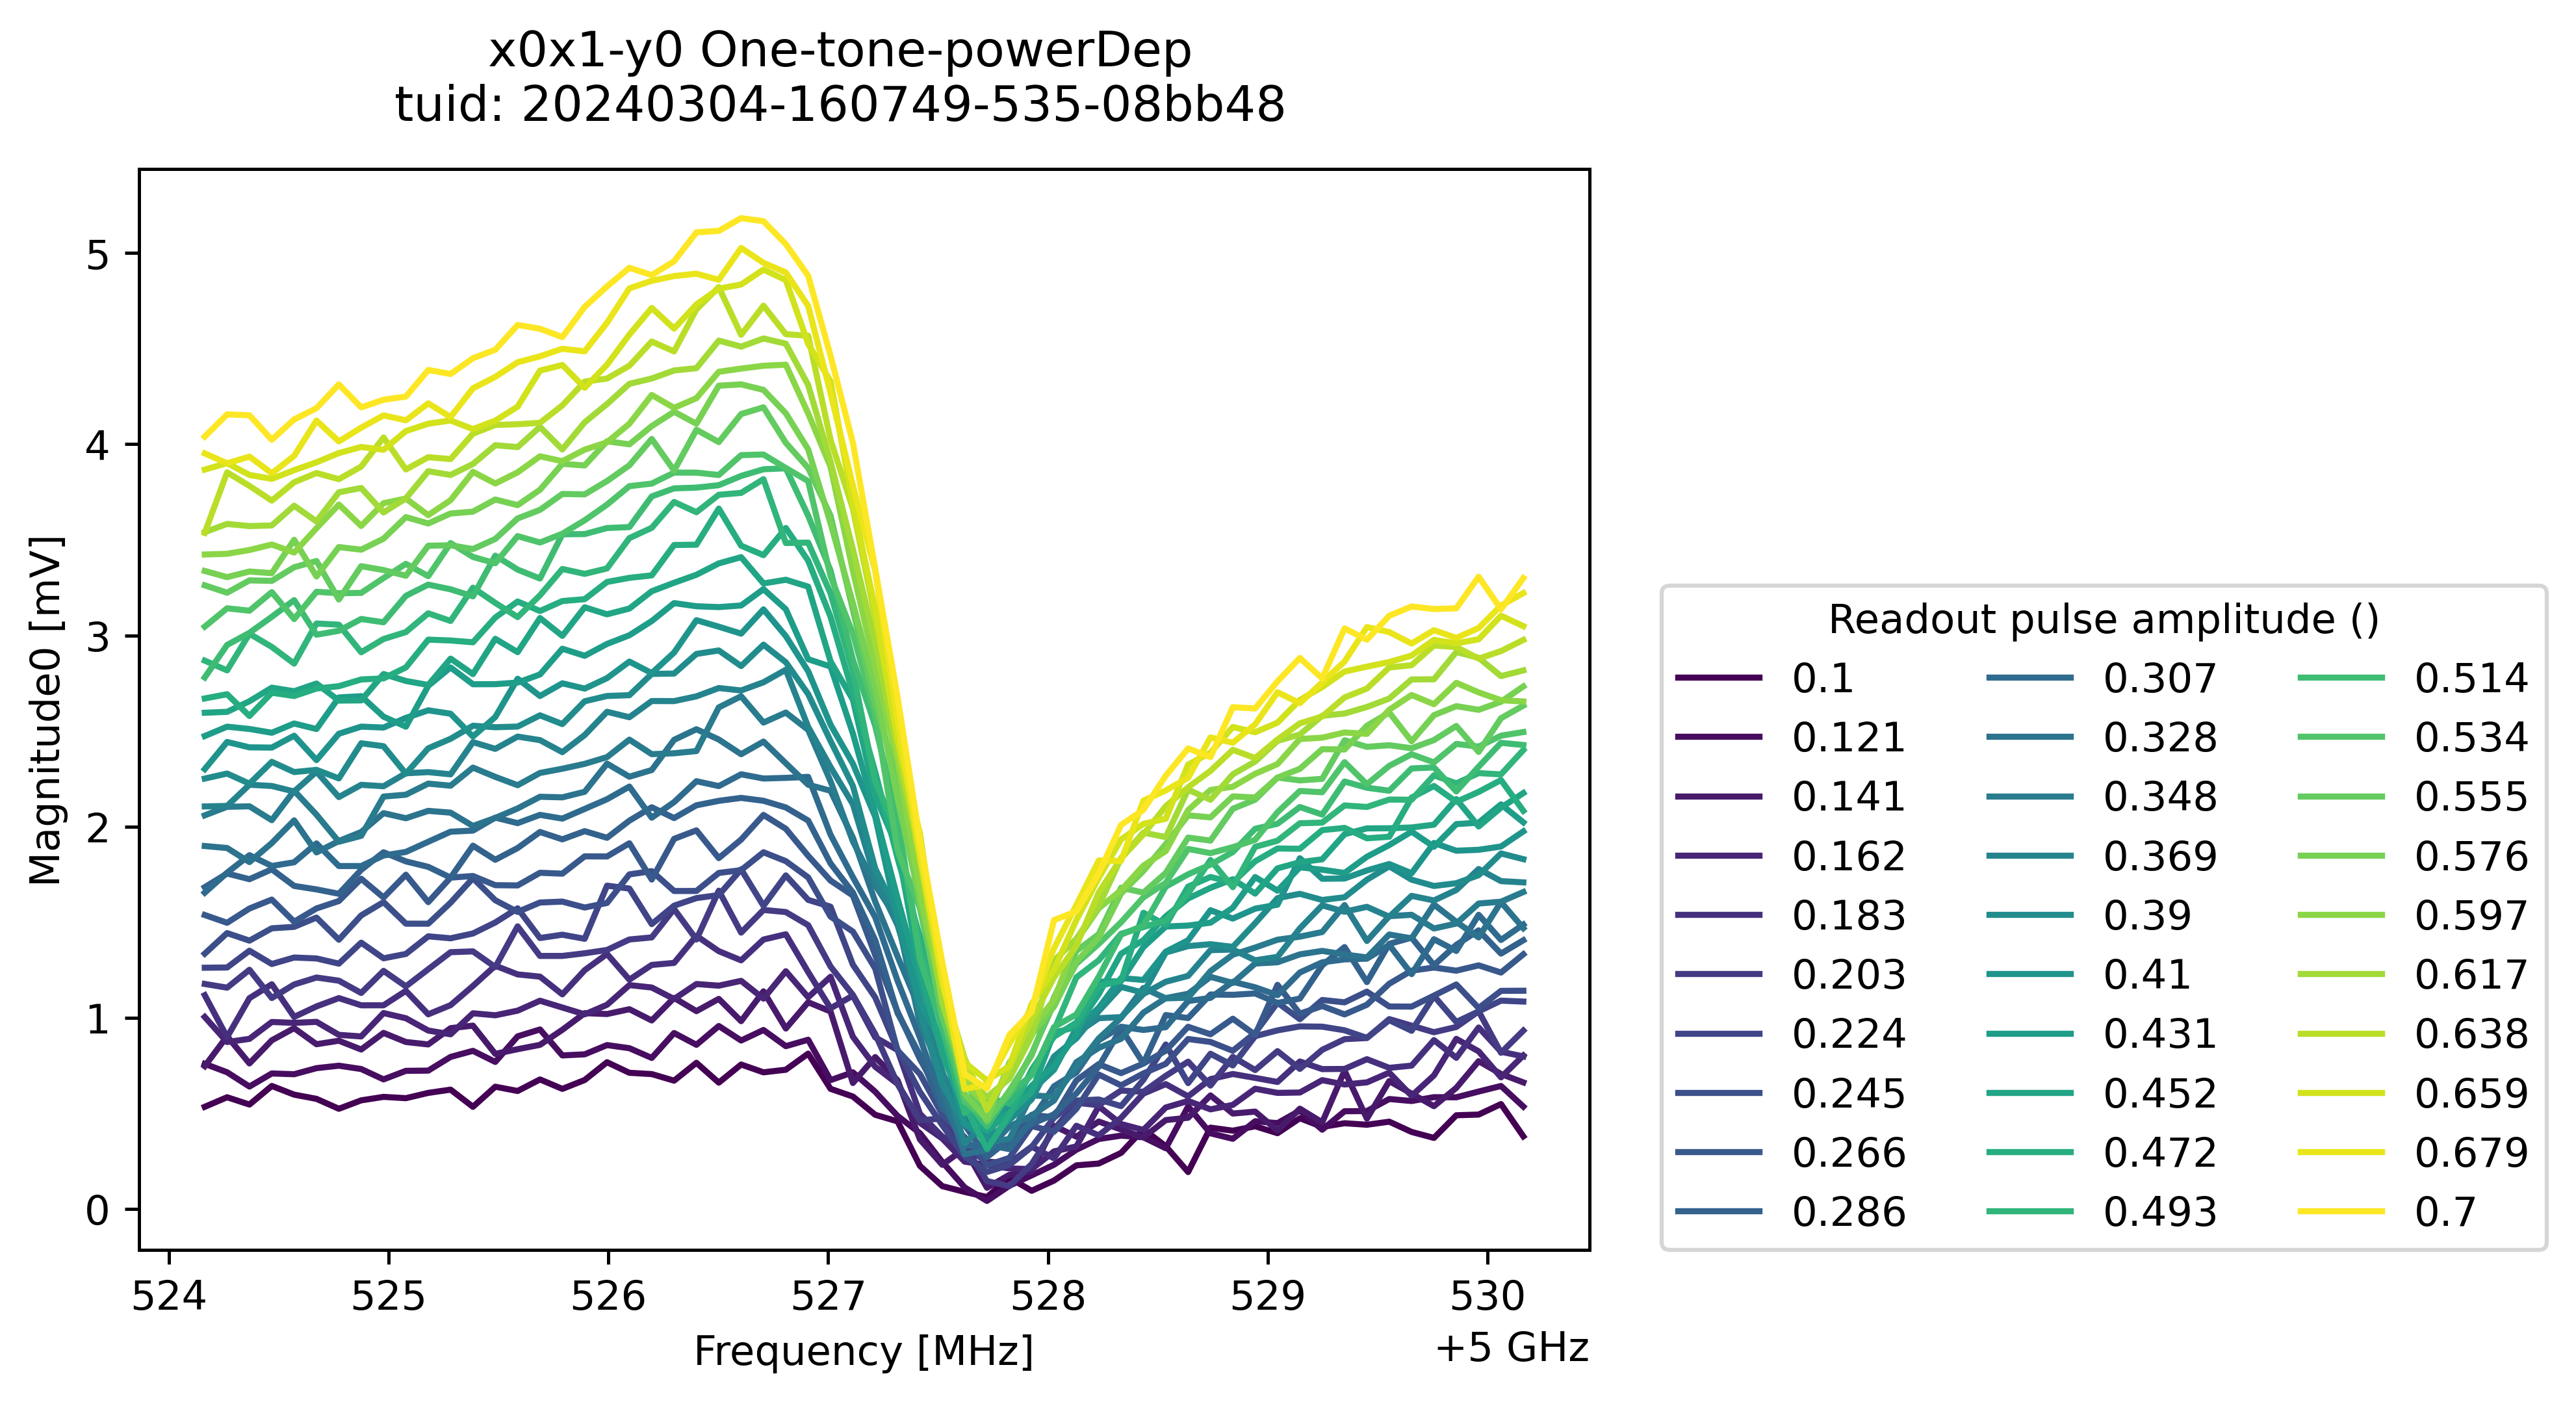 x0x1-y0 One-tone-powerDep
tuid: 20240304-160749-535-08bb48
Magnitude0 [mV]
5
4
3
2
1
0
524 525 526 527 528 529 530
Frequency [MHz]
+5 GHz
Readout pulse amplitude ()
0.1 0.307 0.514
0.121 0.328 0.534
0.141 0.348 0.555
0.162 0.369 0.576
0.183 0.39 0.597
0.203 0.41 0.617
0.224 0.431 0.638
0.245 0.452 0.659
0.266 0.472 0.679
0.286 0.493 0.7